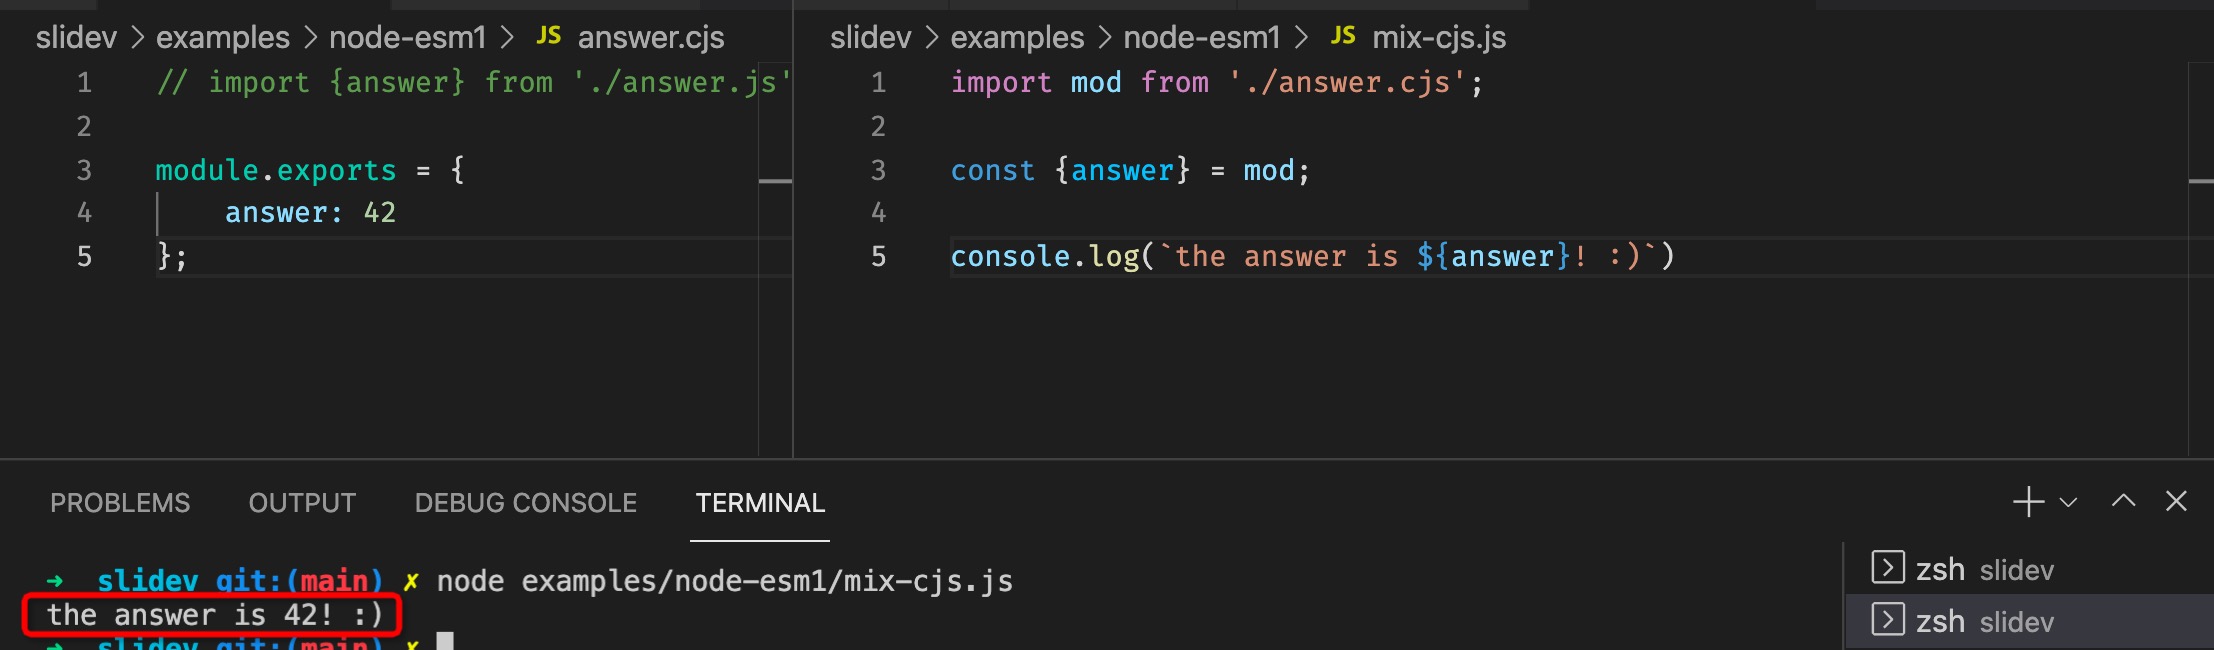 slidev > examples > node-esm1 > JS answer.cjs
1 // import {answer} from './answer.js'
2
3 module.exports = {
4 answer: 42
5 };
slidev > examples > node-esm1 > JS mix-cjs.js
1 import mod from './answer.cjs';
2
3 const {answer} = mod;
4
5 console.log(`the answer is ${answer}! :)`)
PROBLEMS OUTPUT DEBUG CONSOLE TERMINAL
➜ slidev git:(main) ✗ node examples/node-esm1/mix-cjs.js
the answer is 42! :)
➜ slidev git:(main) ✗
zsh slidev
zsh slidev